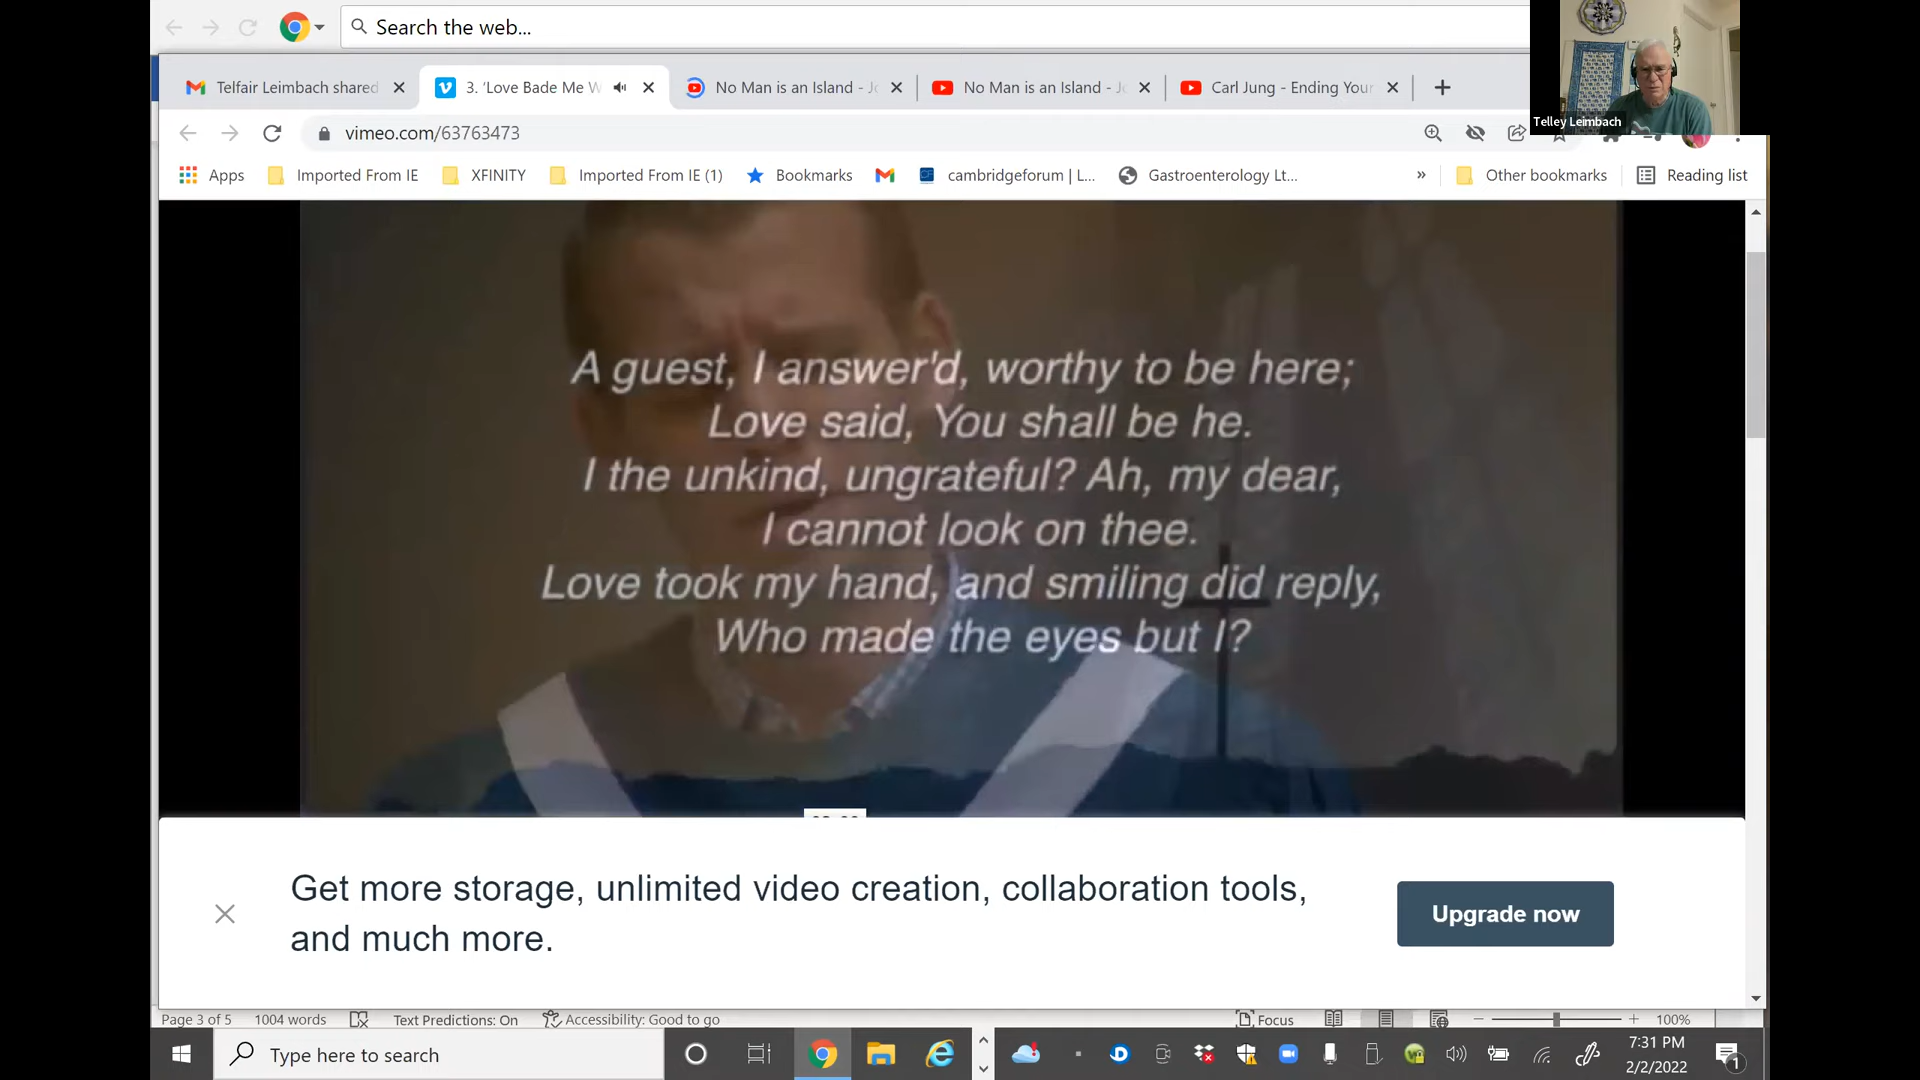 Search the web...
Telley Leimbach
Telfair Leimbach shared
3. ‘Love Bade Me W
No Man is an Island - Jo
No Man is an Island - Jo
Carl Jung - Ending Your
vimeo.com/63763473
Apps
Imported From IE
XFINITY
Imported From IE (1)
Bookmarks
cambridgeforum | L...
Gastroenterology Lt...
»
Other bookmarks
Reading list
A guest, I answer'd, worthy to be here;
Love said, You shall be he.
I the unkind, ungrateful? Ah, my dear,
I cannot look on thee.
Love took my hand, and smiling did reply,
Who made the eyes but I?
Get more storage, unlimited video creation, collaboration tools,
and much more.
Upgrade now
Page 3 of 5
1004 words
Text Predictions: On
Accessibility: Good to go
Focus
100%
Type here to search
7:31 PM
2/2/2022
1